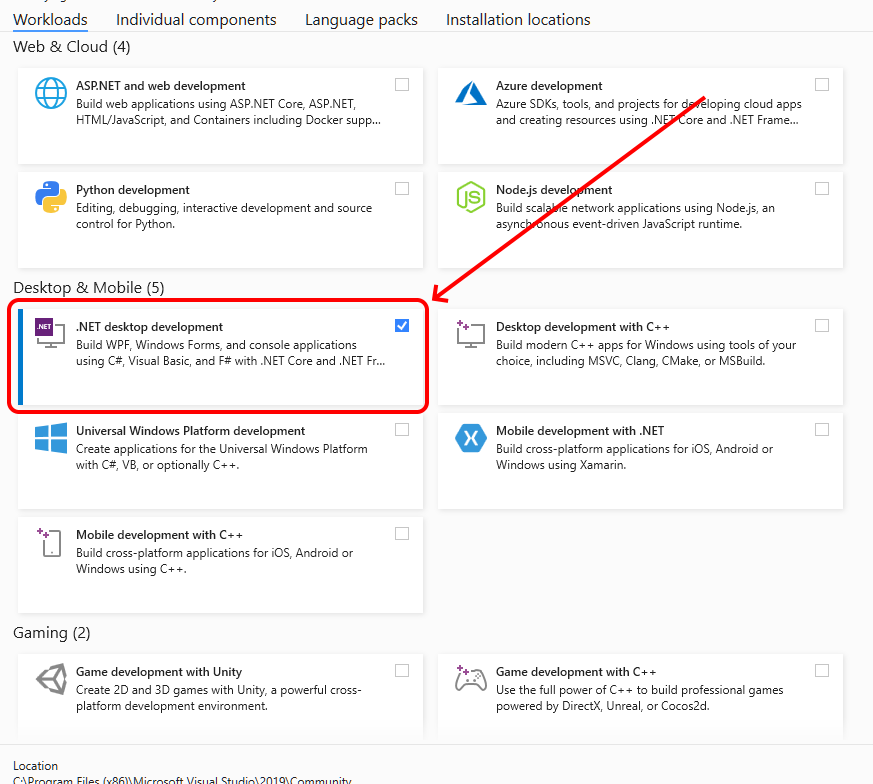 Workloads Individual components Language packs Installation locations
Web & Cloud (4)
ASP.NET and web development
Build web applications using ASP.NET Core, ASP.NET,
HTML/JavaScript, and Containers including Docker supp...
Azure development
Azure SDKs, tools, and projects for developing cloud apps
and creating resources using .NET Core and .NET Frame...
Python development
Editing, debugging, interactive development and source
control for Python.
Node.js development
Build scalable network applications using Node.js, an
asynchronous event-driven JavaScript runtime.
Desktop & Mobile (5)
.NET
.NET desktop development
Build WPF, Windows Forms, and console applications
using C#, Visual Basic, and F# with .NET Core and .NET Fr...
Desktop development with C++
Build modern C++ apps for Windows using tools of your
choice, including MSVC, Clang, CMake, or MSBuild.
Universal Windows Platform development
Create applications for the Universal Windows Platform
with C#, VB, or optionally C++.
Mobile development with .NET
Build cross-platform applications for iOS, Android or
Windows using Xamarin.
Mobile development with C++
Build cross-platform applications for iOS, Android or
Windows using C++.
Gaming (2)
Game development with Unity
Create 2D and 3D games with Unity, a powerful cross-
platform development environment.
Game development with C++
Use the full power of C++ to build professional games
powered by DirectX, Unreal, or Cocos2d.
Location
C:\Program Files (x86)\Microsoft Visual Studio\2019\Community